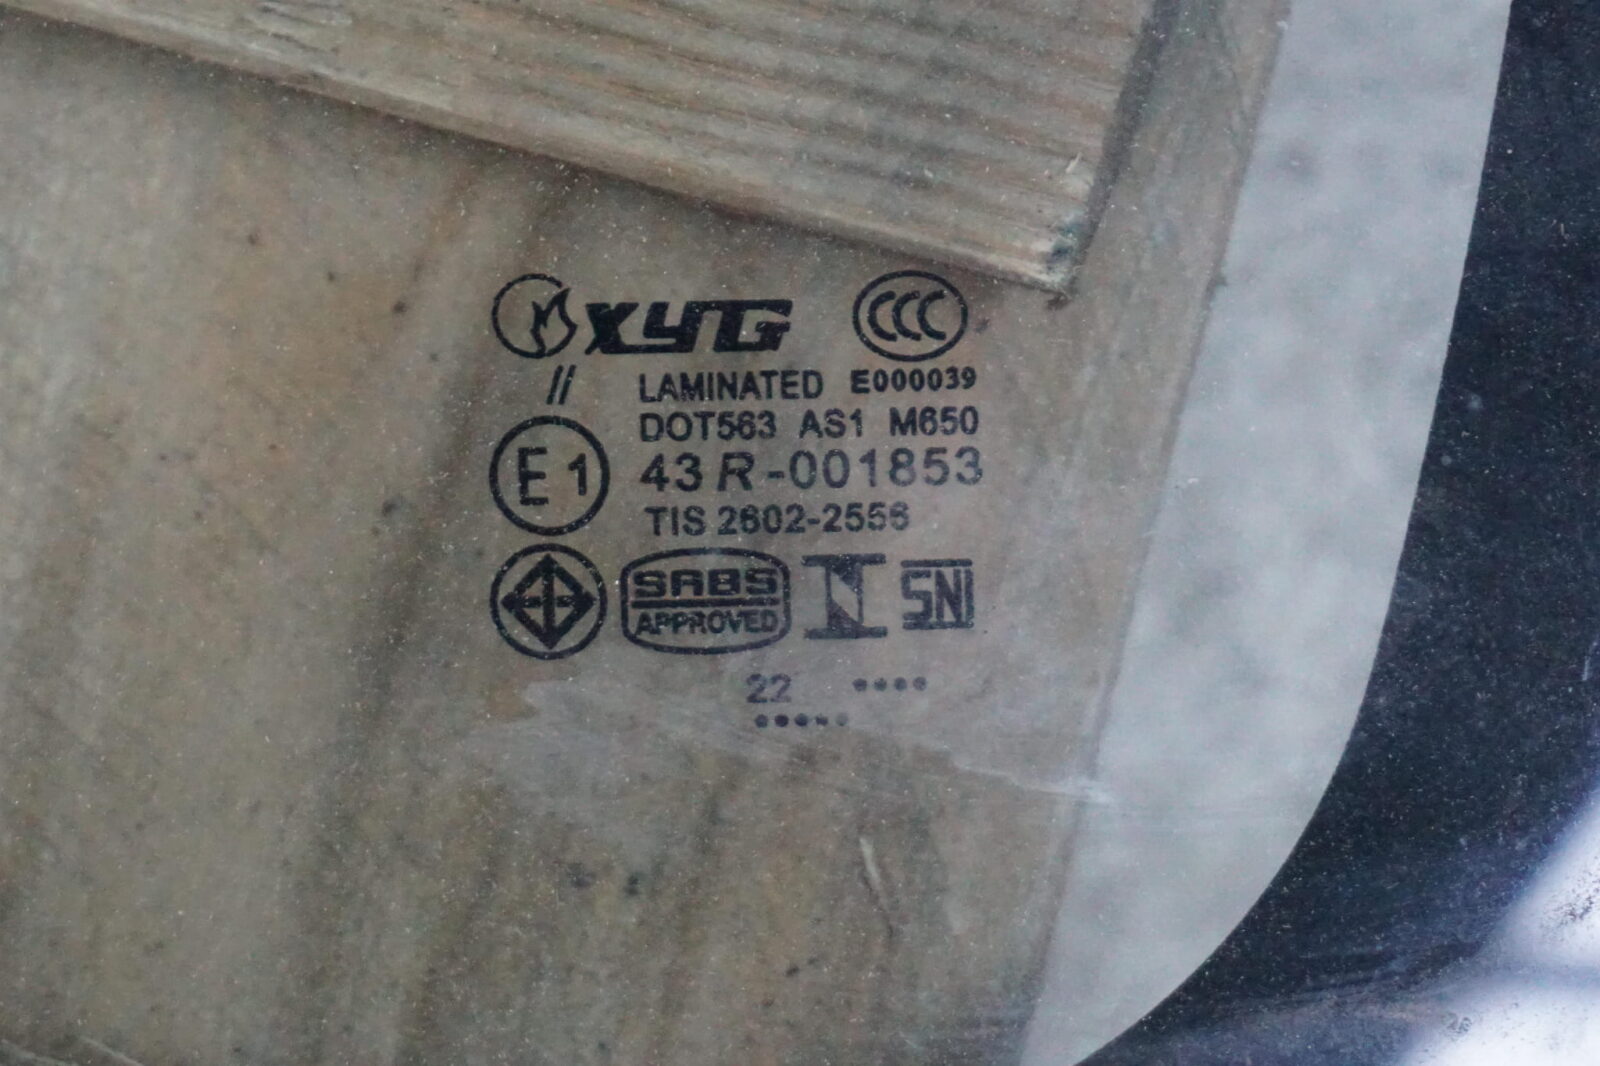 XYG CCC
// LAMINATED E000039
DOT563 AS1 M650
E1 43R-001853
TIS 2602-2556
SABS APPROVED SNI
22 ••••
•••••